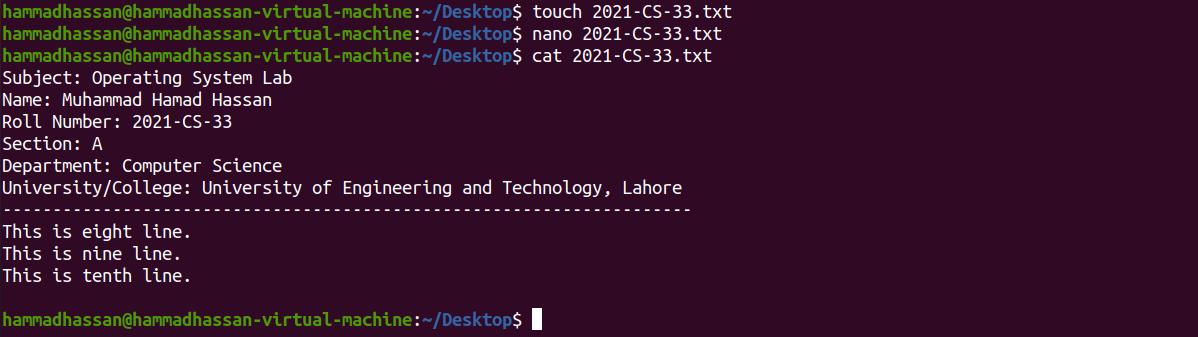 hammadhassan@hammadhassan-virtual-machine:~/Desktop$ touch 2021-CS-33.txt
hammadhassan@hammadhassan-virtual-machine:~/Desktop$ nano 2021-CS-33.txt
hammadhassan@hammadhassan-virtual-machine:~/Desktop$ cat 2021-CS-33.txt
Subject: Operating System Lab
Name: Muhammad Hamad Hassan
Roll Number: 2021-CS-33
Section: A
Department: Computer Science
University/College: University of Engineering and Technology, Lahore
---------------------------------------------------------------------
This is eight line.
This is nine line.
This is tenth line.
hammadhassan@hammadhassan-virtual-machine:~/Desktop$